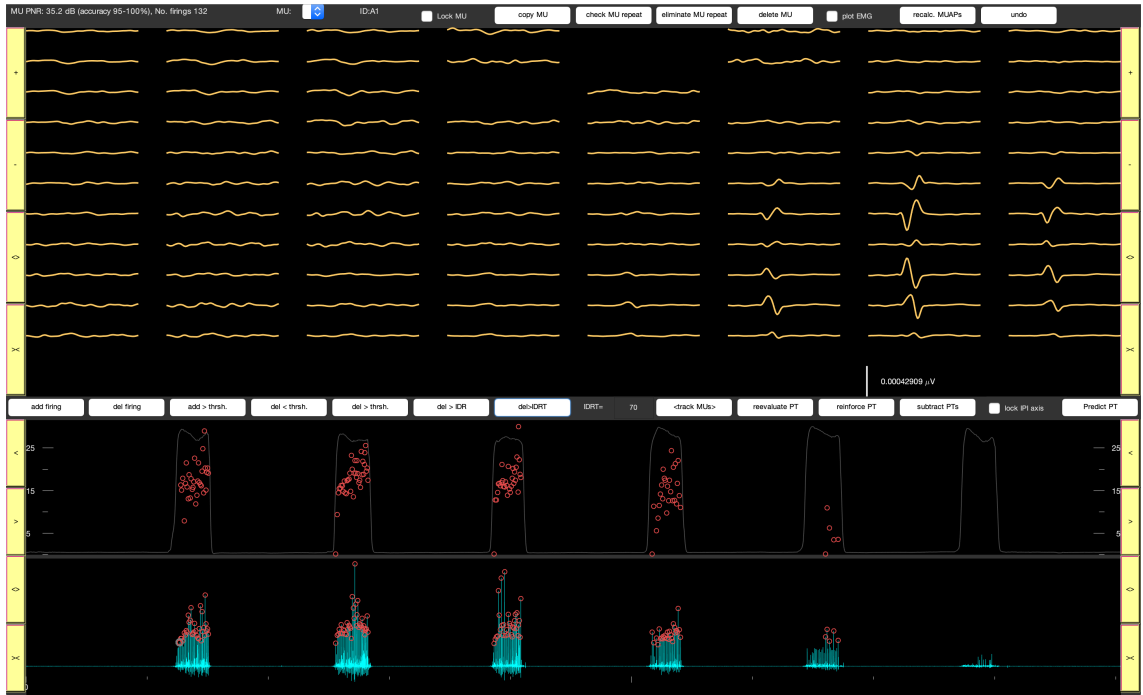 MU PNR: 35.2 dB (accuracy 95-100%), No. firings 132 MU: ID:A1 Lock MU copy MU check MU repeat eliminate MU repeat delete MU plot EMG recalc. MUAPs undo
+ +
- -
<> <>
>< ><
0.00042909 μV
add firing del firing add > thrsh. del < thrsh. del > thrsh. del > IDR del>IDRT IDRT= 70 <track MUs> reevaluate PT reinforce PT subtract PTs lock IPI axis Predict PT
< 25 25 <
15 15
> 5 5 >
<> <>
>< ><
0